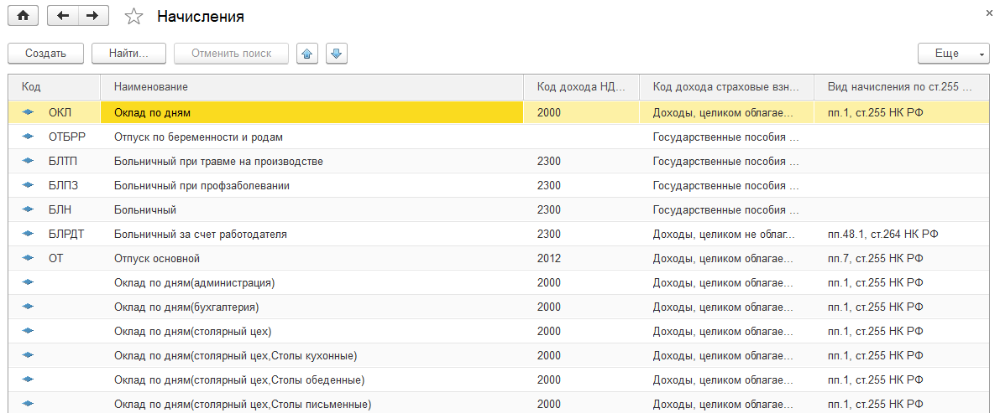 Начисления
Создать Найти... Отменить поиск Еще
Код Наименование Код дохода НД... Код дохода страховые взн... Вид начисления по ст.255 ...
ОКЛ Оклад по дням 2000 Доходы, целиком облагае... пп.1, ст.255 НК РФ
ОТБРР Отпуск по беременности и родам Государственные пособия ...
БЛТП Больничный при травме на производстве 2300 Государственные пособия ...
БЛПЗ Больничный при профзаболевании 2300 Государственные пособия ...
БЛН Больничный 2300 Государственные пособия ...
БЛРДТ Больничный за счет работодателя 2300 Доходы, целиком не облаг... пп.48.1, ст.264 НК РФ
ОТ Отпуск основной 2012 Доходы, целиком облагае... пп.7, ст.255 НК РФ
Оклад по дням(администрация) 2000 Доходы, целиком облагае... пп.1, ст.255 НК РФ
Оклад по дням(бухгалтерия) 2000 Доходы, целиком облагае... пп.1, ст.255 НК РФ
Оклад по дням(столярный цех) 2000 Доходы, целиком облагае... пп.1, ст.255 НК РФ
Оклад по дням(столярный цех,Столы кухонные) 2000 Доходы, целиком облагае... пп.1, ст.255 НК РФ
Оклад по дням(столярный цех,Столы обеденные) 2000 Доходы, целиком облагае... пп.1, ст.255 НК РФ
Оклад по дням(столярный цех,Столы письменные) 2000 Доходы, целиком облагае... пп.1, ст.255 НК РФ